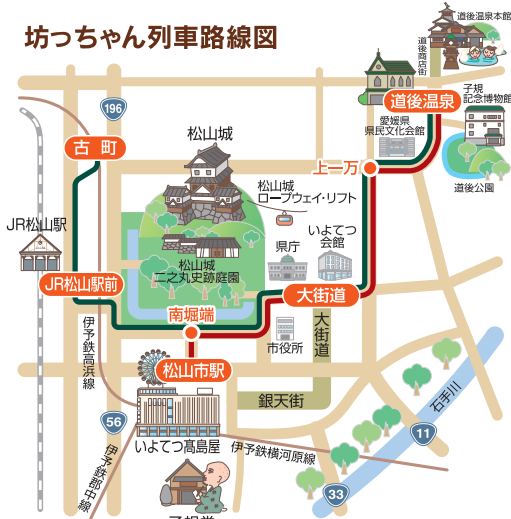 坊っちゃん列車路線図
道後温泉本館
道後商店街
196
道後温泉
子規
記念博物館
愛媛県
県民文化会館
古町
松山城
上一万
道後公園
松山城
ロープウェイ・リフト
JR松山駅
いよてつ
会館
県庁
松山城
二之丸史跡庭園
JR松山駅前
大街道
南堀端
大街道
市役所
伊予鉄高浜線
松山市駅
銀天街
石手川
56
11
いよてつ髙島屋
伊予鉄横河原線
伊予鉄郡中線
33